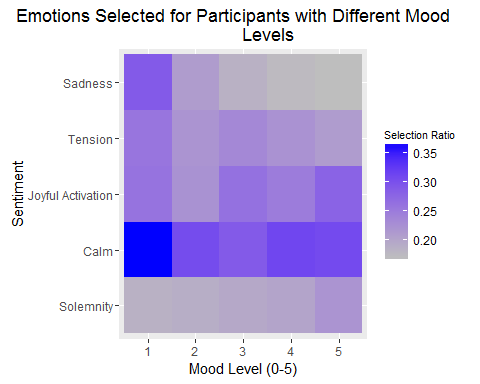 Emotions Selected for Participants with Different Mood
Levels
Sentiment
Sadness
Tension
Joyful Activation
Calm
Solemnity
1 2 3 4 5
Mood Level (0-5)
Selection Ratio
0.35
0.30
0.25
0.20